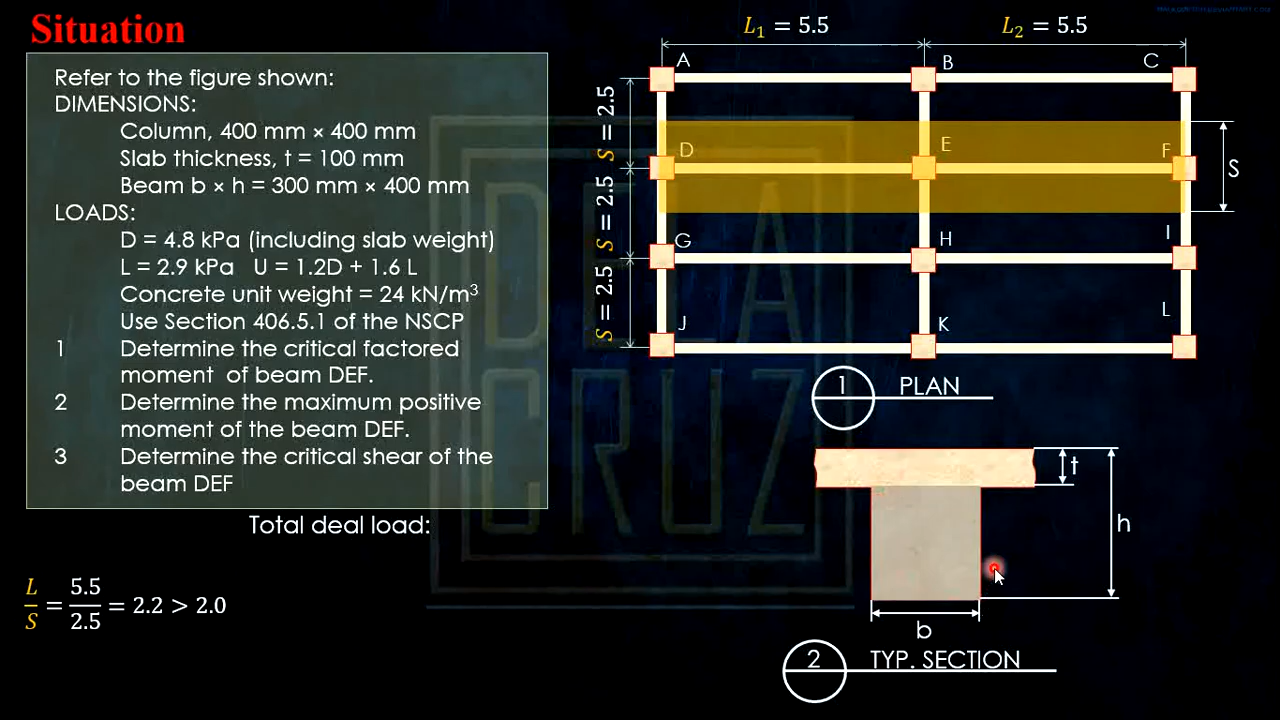 Situation
Refer to the figure shown:
DIMENSIONS:
Column, 400 mm × 400 mm
Slab thickness, t = 100 mm
Beam b × h = 300 mm × 400 mm
LOADS:
D = 4.8 kPa (including slab weight)
L = 2.9 kPa U = 1.2D + 1.6 L
Concrete unit weight = 24 kN/m³
Use Section 406.5.1 of the NSCP
1 Determine the critical factored
moment of beam DEF.
2 Determine the maximum positive
moment of the beam DEF.
3 Determine the critical shear of the
beam DEF
Total deal load:
L/S = 5.5/2.5 = 2.2 > 2.0
L₁ = 5.5 L₂ = 5.5
A B C
S = 2.5
D E F
S
S = 2.5
G H I
S = 2.5
J K L
1 PLAN
t
h
b
2 TYP. SECTION
DELA
CRUZ